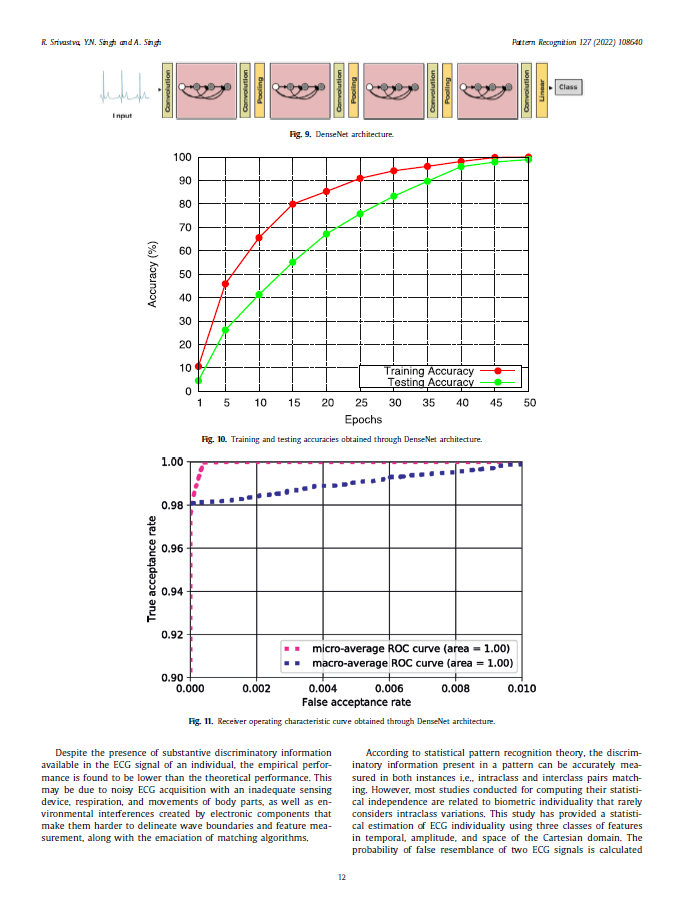 R. Srivastva, Y.N. Singh and A. Singh
Pattern Recognition 127 (2022) 108640
Input
Convolution
Convolution
Pooling
Convolution
Pooling
Convolution
Pooling
Convolution
Linear
Class
Fig. 9. DenseNet architecture.
100
90
80
70
60
50
40
30
20
10
0
Accuracy (%)
Training Accuracy
Testing Accuracy
1 5 10 15 20 25 30 35 40 45 50
Epochs
Fig. 10. Training and testing accuracies obtained through DenseNet architecture.
1.00
0.98
0.96
0.94
0.92
0.90
True acceptance rate
micro-average ROC curve (area = 1.00)
macro-average ROC curve (area = 1.00)
0.000 0.002 0.004 0.006 0.008 0.010
False acceptance rate
Fig. 11. Receiver operating characteristic curve obtained through DenseNet architecture.
Despite the presence of substantive discriminatory information
available in the ECG signal of an individual, the empirical perfor-
mance is found to be lower than the theoretical performance. This
may be due to noisy ECG acquisition with an inadequate sensing
device, respiration, and movements of body parts, as well as en-
vironmental interferences created by electronic components that
make them harder to delineate wave boundaries and feature mea-
surement, along with the emaciation of matching algorithms.
According to statistical pattern recognition theory, the discrim-
inatory information present in a pattern can be accurately mea-
sured in both instances i.e., intraclass and interclass pairs match-
ing. However, most studies conducted for computing their statisti-
cal independence are related to biometric individuality that rarely
considers intraclass variations. This study has provided a statisti-
cal estimation of ECG individuality using three classes of features
in temporal, amplitude, and space of the Cartesian domain. The
probability of false resemblance of two ECG signals is calculated
12